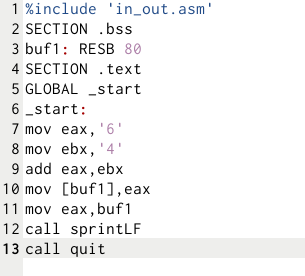 1 %include 'in_out.asm'
2 SECTION .bss
3 buf1: RESB 80
4 SECTION .text
5 GLOBAL _start
6 _start:
7 mov eax,'6'
8 mov ebx,'4'
9 add eax,ebx
10 mov [buf1],eax
11 mov eax,buf1
12 call sprintLF
13 call quit